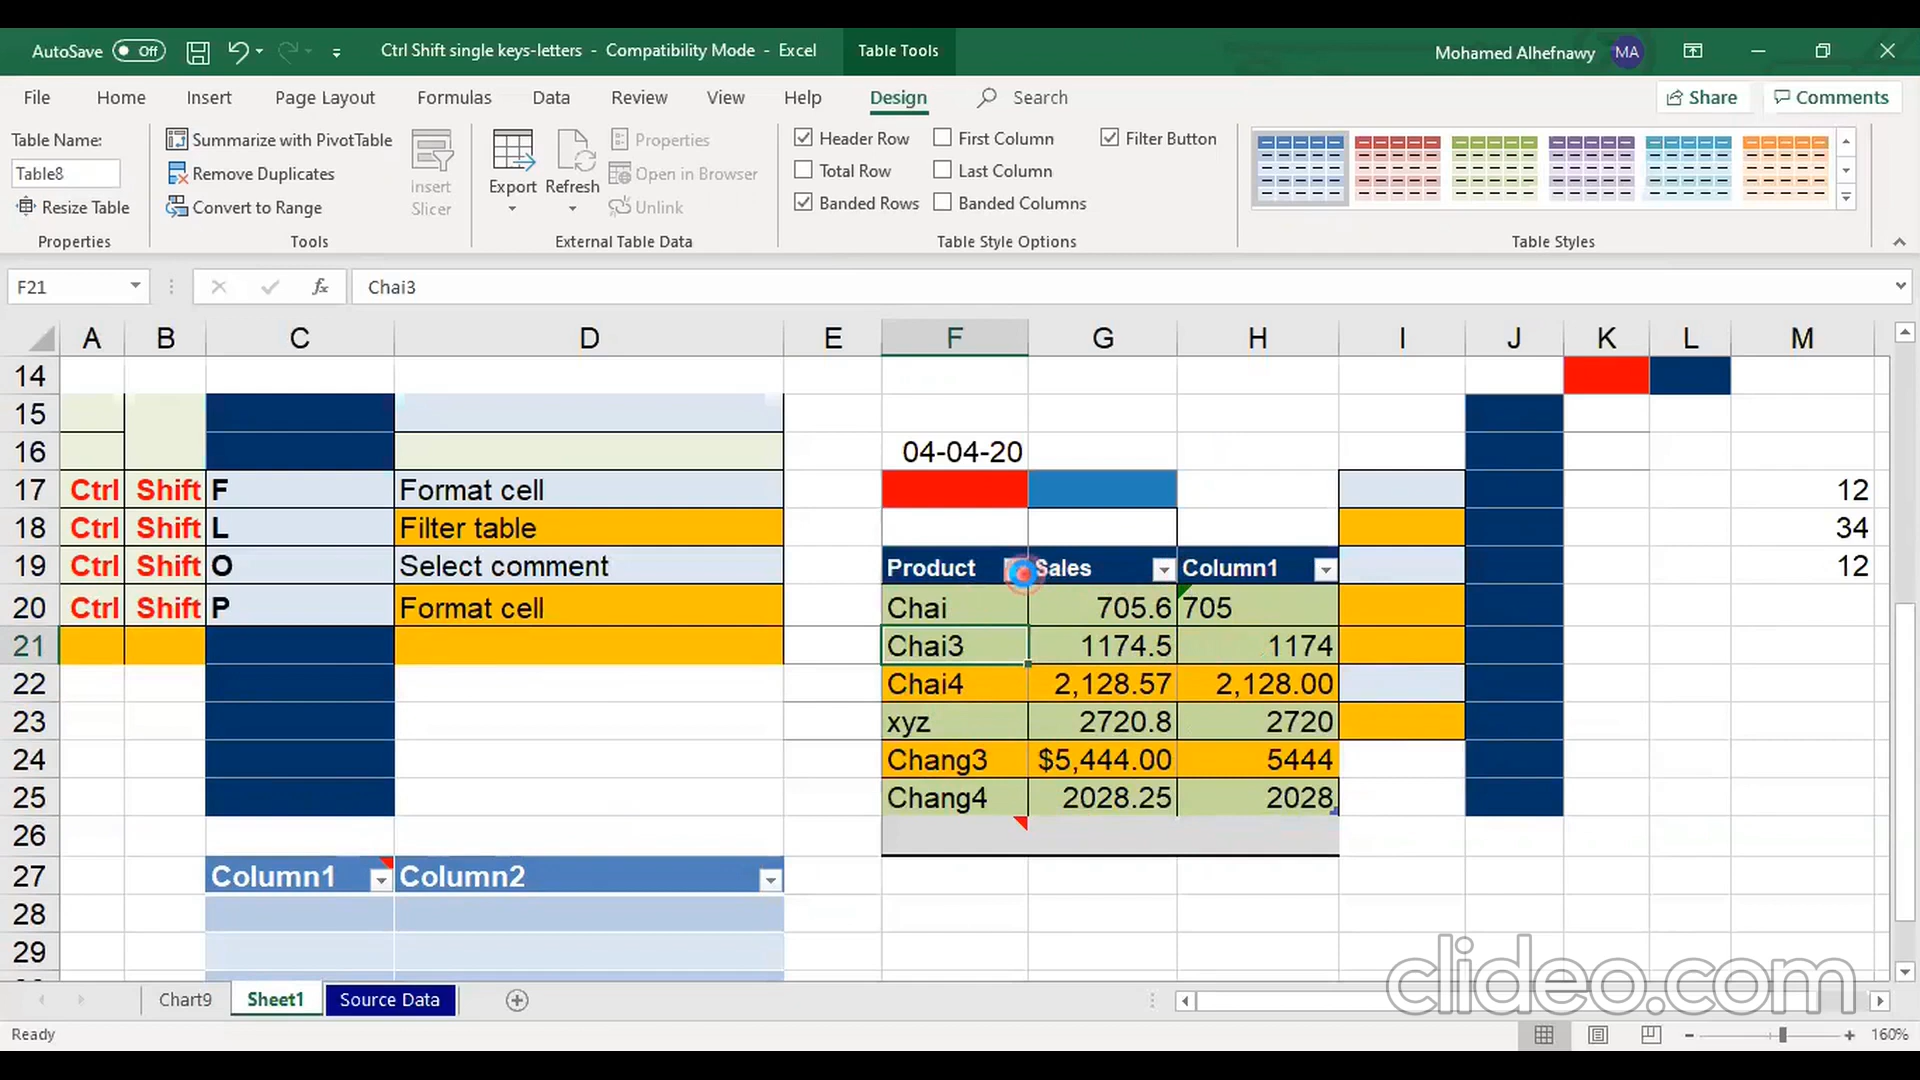 AutoSave Off Ctrl Shift single keys-letters - Compatibility Mode - Excel Table Tools Mohamed Alhefnawy MA
File Home Insert Page Layout Formulas Data Review View Help Design Search Share Comments
Table Name:
Table8
Resize Table
Properties
Summarize with PivotTable
Remove Duplicates
Convert to Range
Tools
Insert Slicer
Export
Refresh
Properties
Open in Browser
Unlink
External Table Data
Header Row First Column Filter Button
Total Row Last Column
Banded Rows Banded Columns
Table Style Options
Table Styles
F21 fx Chai3
A B C D E F G H I J K L M
14
15
16 04-04-20
17 Ctrl Shift F Format cell 12
18 Ctrl Shift L Filter table 34
19 Ctrl Shift O Select comment Product Sales Column1 12
20 Ctrl Shift P Format cell Chai 705.6 705
21 Chai3 1174.5 1174
22 Chai4 2,128.57 2,128.00
23 xyz 2720.8 2720
24 Chang3 $5,444.00 5444
25 Chang4 2028.25 2028
26
27 Column1 Column2
28
29
Chart9 Sheet1 Source Data
clideo.com
Ready 160%